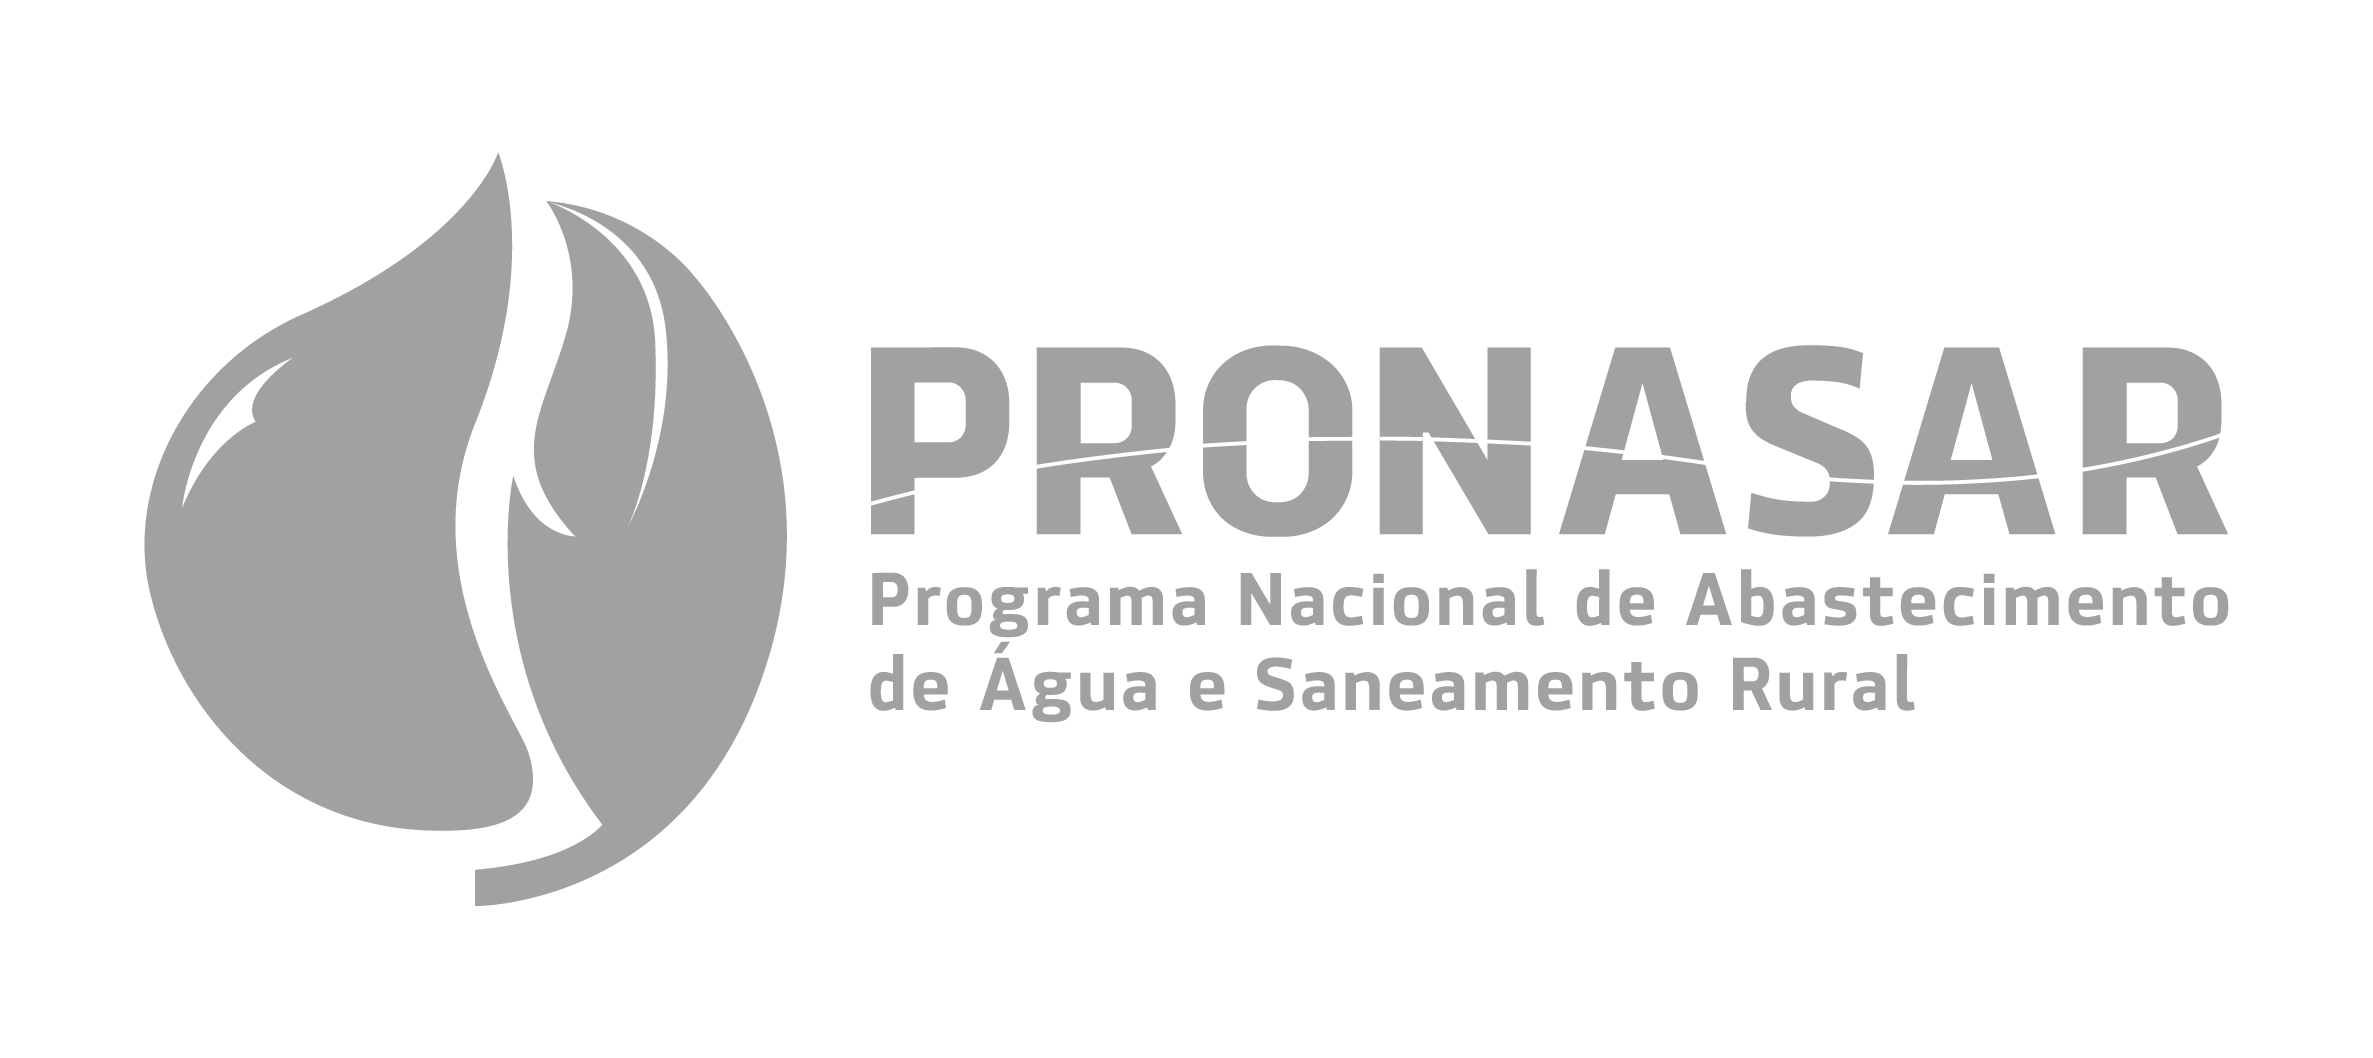 PRONASAR
Programa Nacional de Abastecimento
de Água e Saneamento Rural